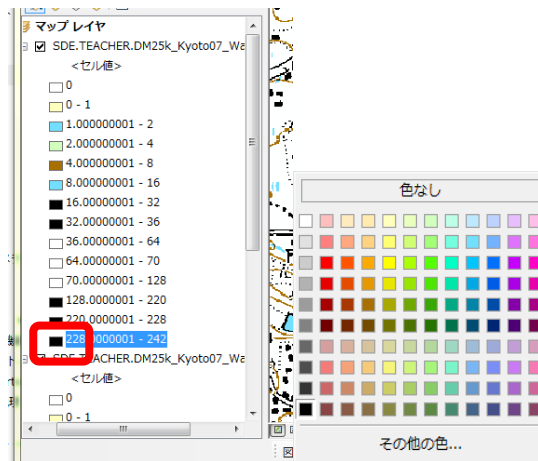 マップ レイヤ
SDE.TEACHER.DM25k_Kyoto07_Wa
<セル値>
0
0 - 1
1.000000001 - 2
2.000000001 - 4
4.000000001 - 8
8.000000001 - 16
16.00000001 - 32
32.00000001 - 36
36.00000001 - 64
64.00000001 - 70
70.00000001 - 128
128.0000001 - 220
220.0000001 - 228
228.0000001 - 242
SDE.TEACHER.DM25k_Kyoto07_Wa
<セル値>
0
0 - 1
色なし
その他の色...